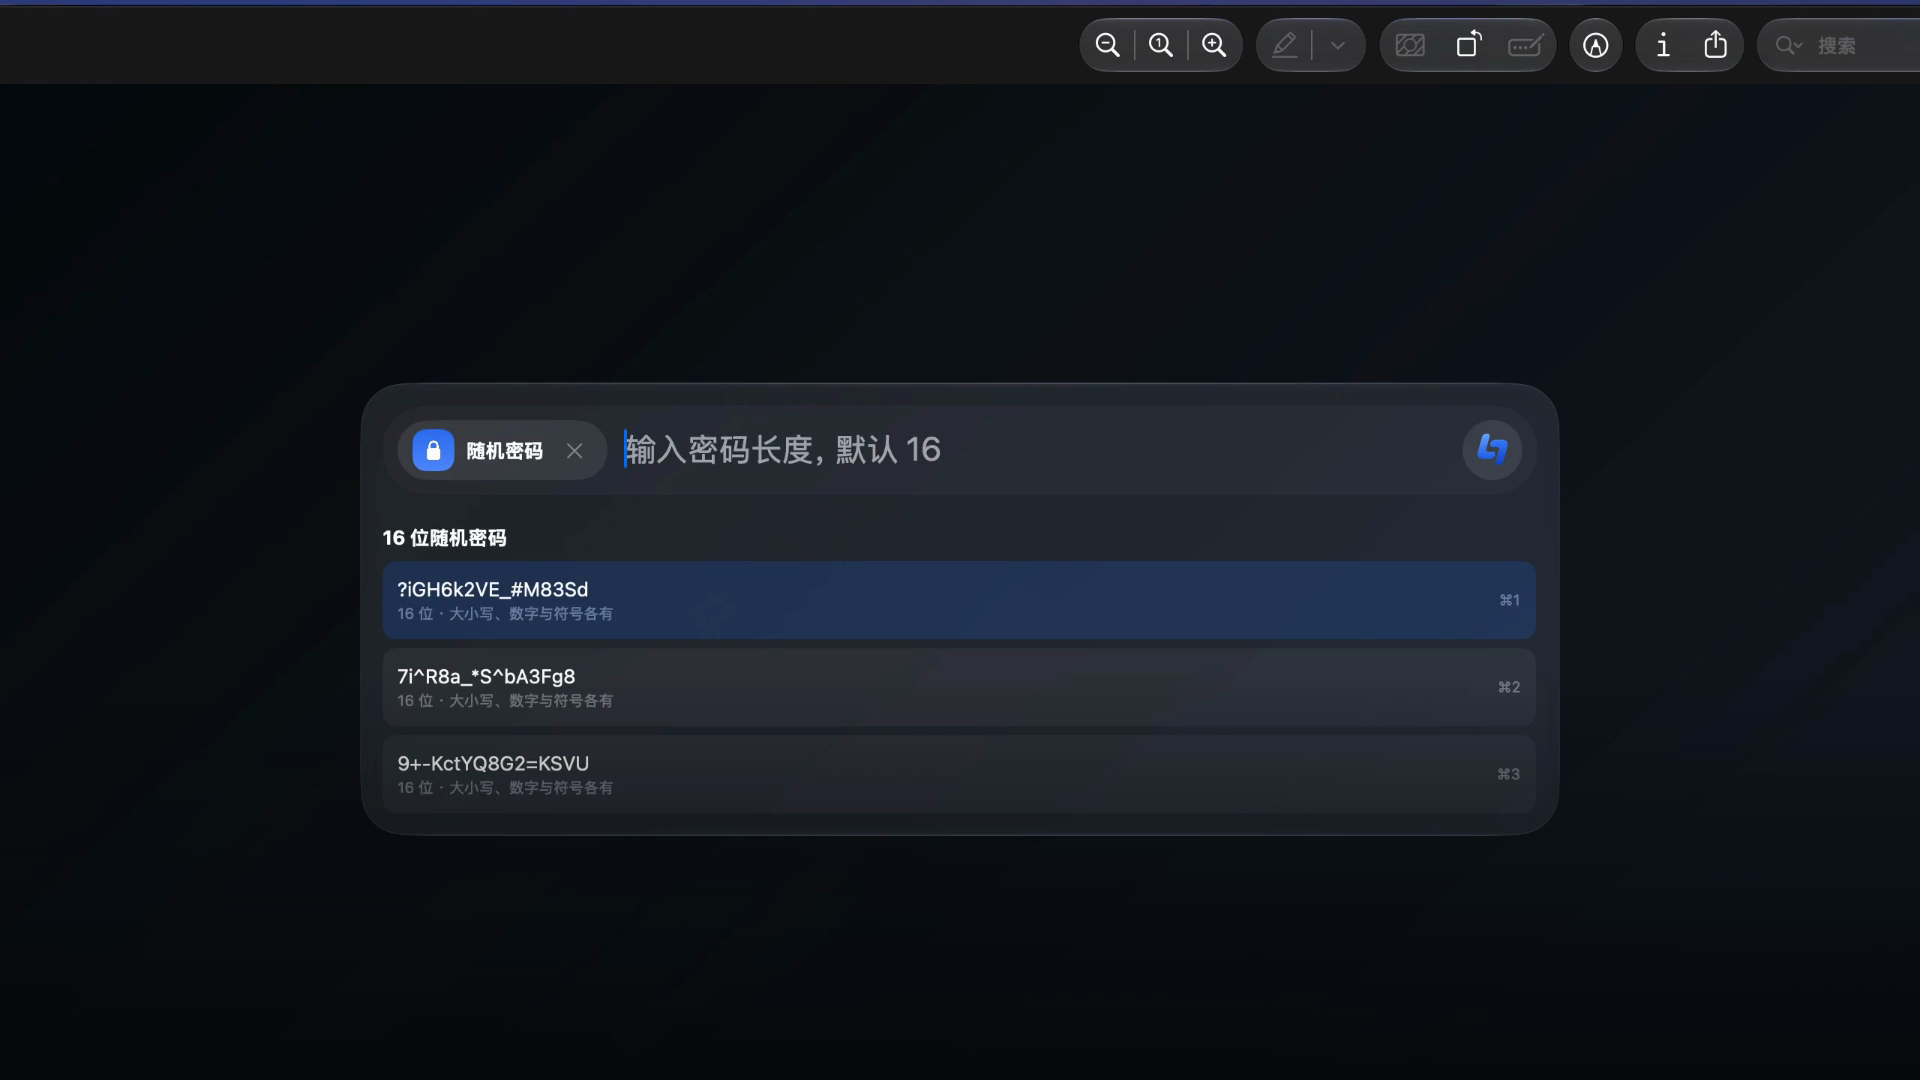 搜索
随机密码
输入密码长度, 默认 16
16 位随机密码
?iGH6k2VE_#M83Sd
16 位 · 大小写、数字与符号各有
⌘1
7i^R8a_*S^bA3Fg8
16 位 · 大小写、数字与符号各有
⌘2
9+-KctYQ8G2=KSVU
16 位 · 大小写、数字与符号各有
⌘3